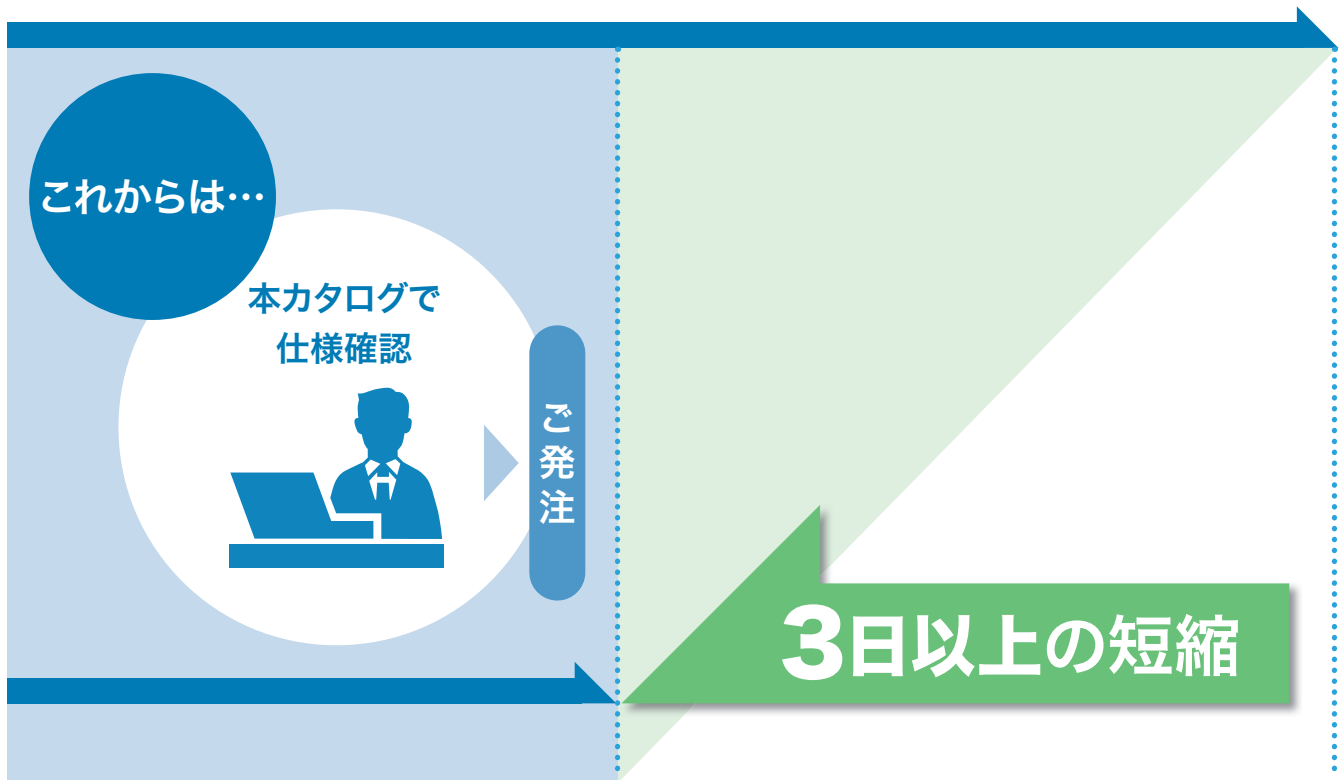 これからは…
本カタログで
仕様確認
ご発注
3日以上の短縮